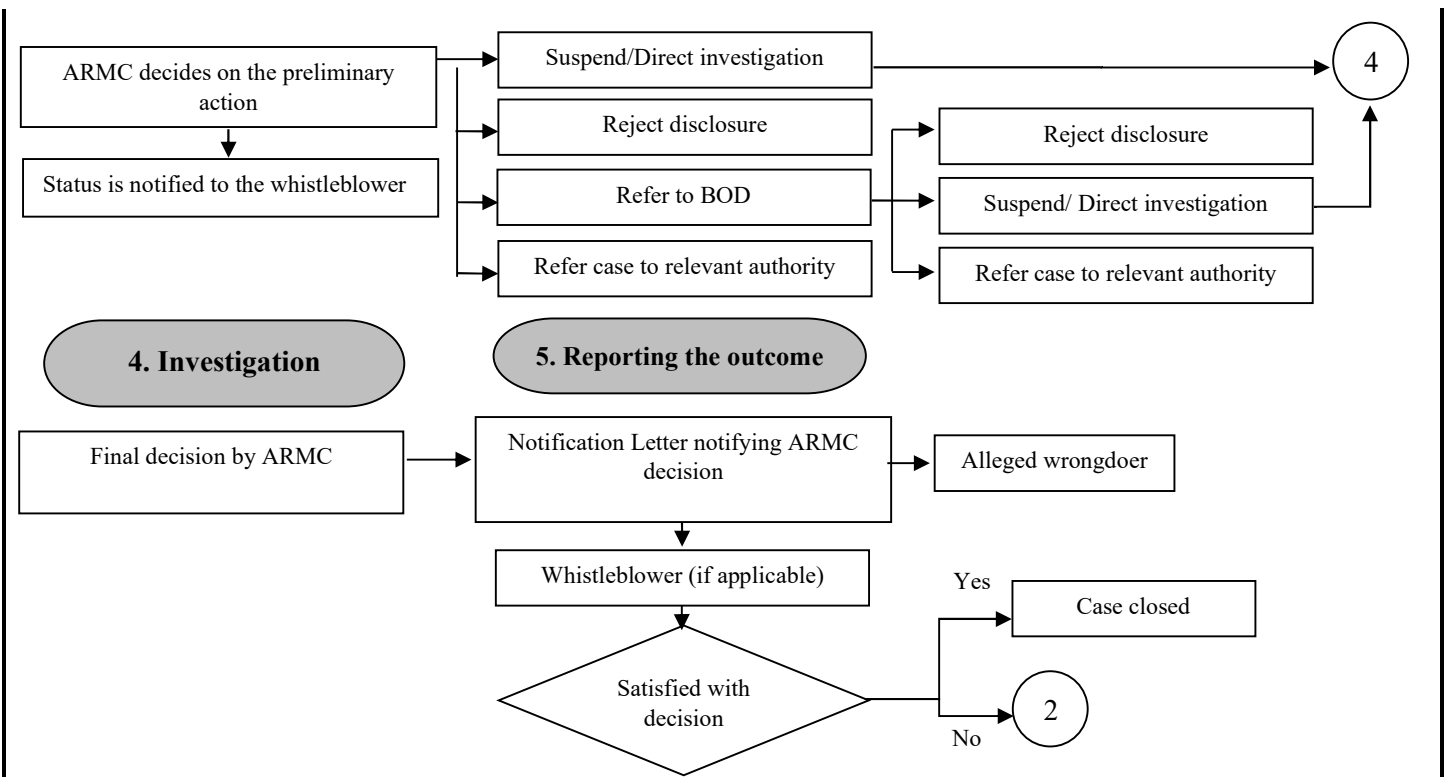 ARMC decides on the preliminary
action
Status is notified to the whistleblower
Suspend/Direct investigation
Reject disclosure
Refer to BOD
Refer case to relevant authority
Reject disclosure
Suspend/ Direct investigation
Refer case to relevant authority
4
4. Investigation
5. Reporting the outcome
Final decision by ARMC
Notification Letter notifying ARMC
decision
Alleged wrongdoer
Whistleblower (if applicable)
Satisfied with
decision
Yes
Case closed
No
2